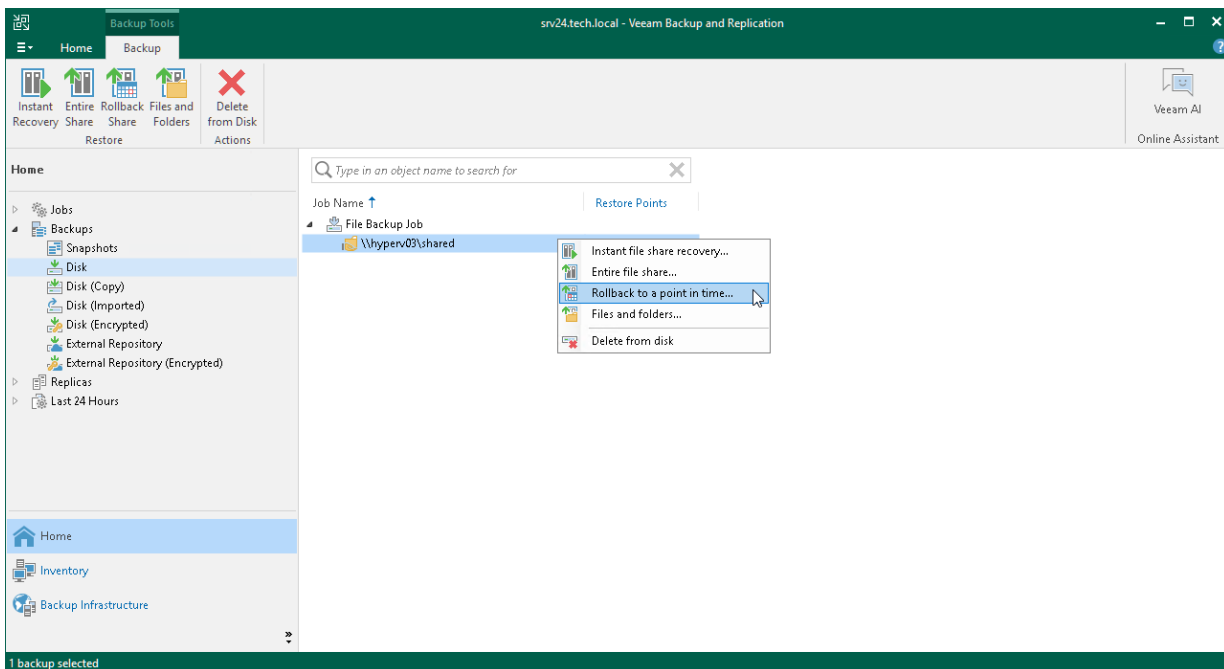 Backup Tools
srv24.tech.local - Veeam Backup and Replication
Home Backup
?
Instant Recovery
Entire Share
Rollback Share
Files and Folders
Delete from Disk
Restore
Actions
Veeam AI
Online Assistant
Home
Type in an object name to search for
Job Name
Restore Points
File Backup Job
\\hyperv03\shared
Jobs
Backups
Snapshots
Disk
Disk (Copy)
Disk (Imported)
Disk (Encrypted)
External Repository
External Repository (Encrypted)
Replicas
Last 24 Hours
Instant file share recovery...
Entire file share...
Rollback to a point in time...
Files and folders...
Delete from disk
Home
Inventory
Backup Infrastructure
1 backup selected